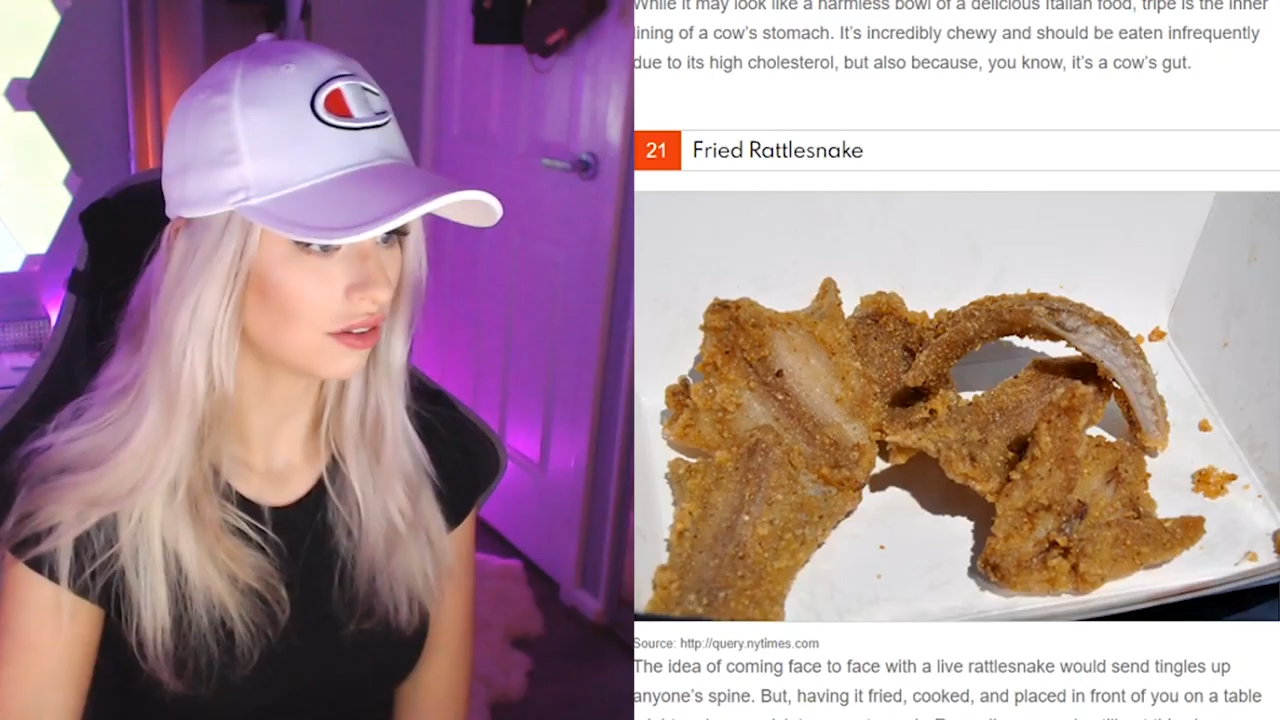 While it may look like a harmless bowl of a delicious Italian food, tripe is the inner
lining of a cow’s stomach. It’s incredibly chewy and should be eaten infrequently
due to its high cholesterol, but also because, you know, it’s a cow’s gut.
21 Fried Rattlesnake
Source: http://query.nytimes.com
The idea of coming face to face with a live rattlesnake would send tingles up
anyone’s spine. But, having it fried, cooked, and placed in front of you on a table